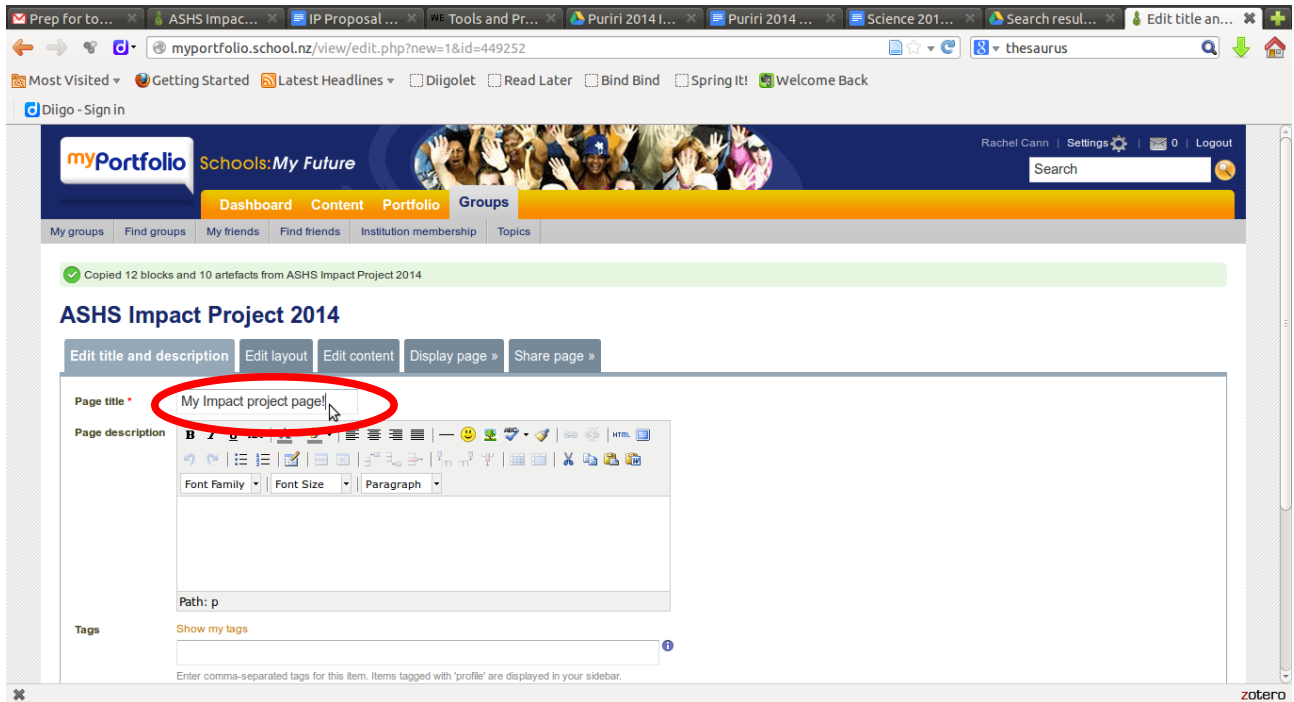 Prep for to... ASHS Impac... IP Proposal ... WE Tools and Pr... Puriri 2014 I... Puriri 2014 ... Science 201... Search resul... Edit title an...
myportfolio.school.nz/view/edit.php?new=1&id=449252 thesaurus
Most Visited Getting Started Latest Headlines Diigolet Read Later Bind Bind Spring It! Welcome Back
Diigo - Sign in
Rachel Cann | Settings | 0 | Logout
myPortfolio Schools:My Future
Search
Dashboard Content Portfolio Groups
My groups Find groups My friends Find friends Institution membership Topics
Copied 12 blocks and 10 artefacts from ASHS Impact Project 2014
ASHS Impact Project 2014
Edit title and description Edit layout Edit content Display page » Share page »
Page title * My Impact project page!
Page description
HTML
Font Family Font Size Paragraph
Path: p
Tags Show my tags
Enter comma-separated tags for this item. Items tagged with 'profile' are displayed in your sidebar.
zotero